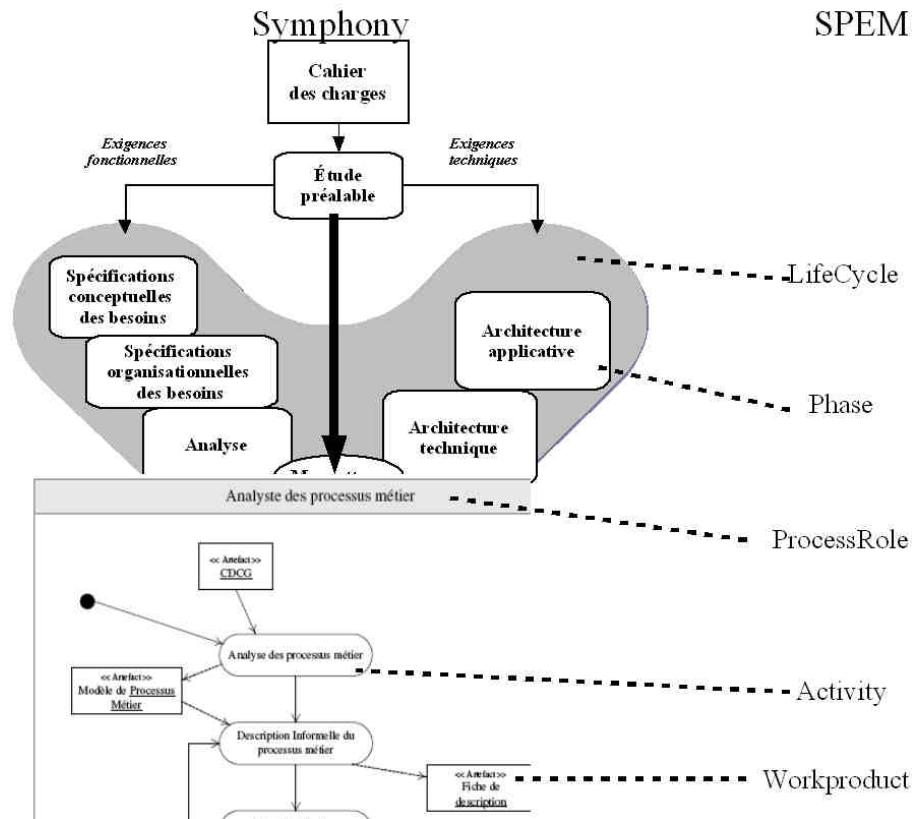 Symphony
SPEM
Cahier
des charges
Exigences
fonctionnelles
Exigences
techniques
Étude
préalable
Spécifications
conceptuelles
des besoins
LifeCycle
Architecture
applicative
Spécifications
organisationnelles
des besoins
Phase
Analyse
Architecture
technique
Analyste des processus métier
ProcessRole
<< Artefact >>
CDCG
Analyse des processus métier
<< Artefact >>
Modèle de Processus
Métier
Activity
Description Informelle du
processus métier
<< Artefact >>
Fiche de
description
Workproduct